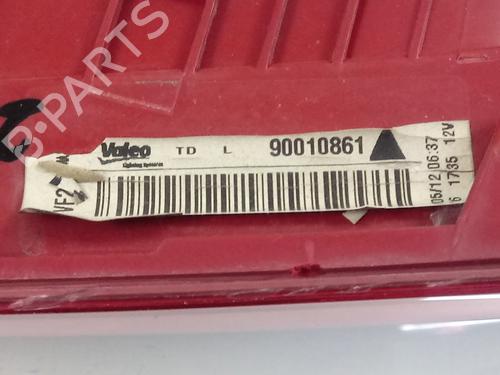 Valeo TD L 90010861
Lighting Systems
VF2
05/12 06:37
6 1735 12V
B-PARTS